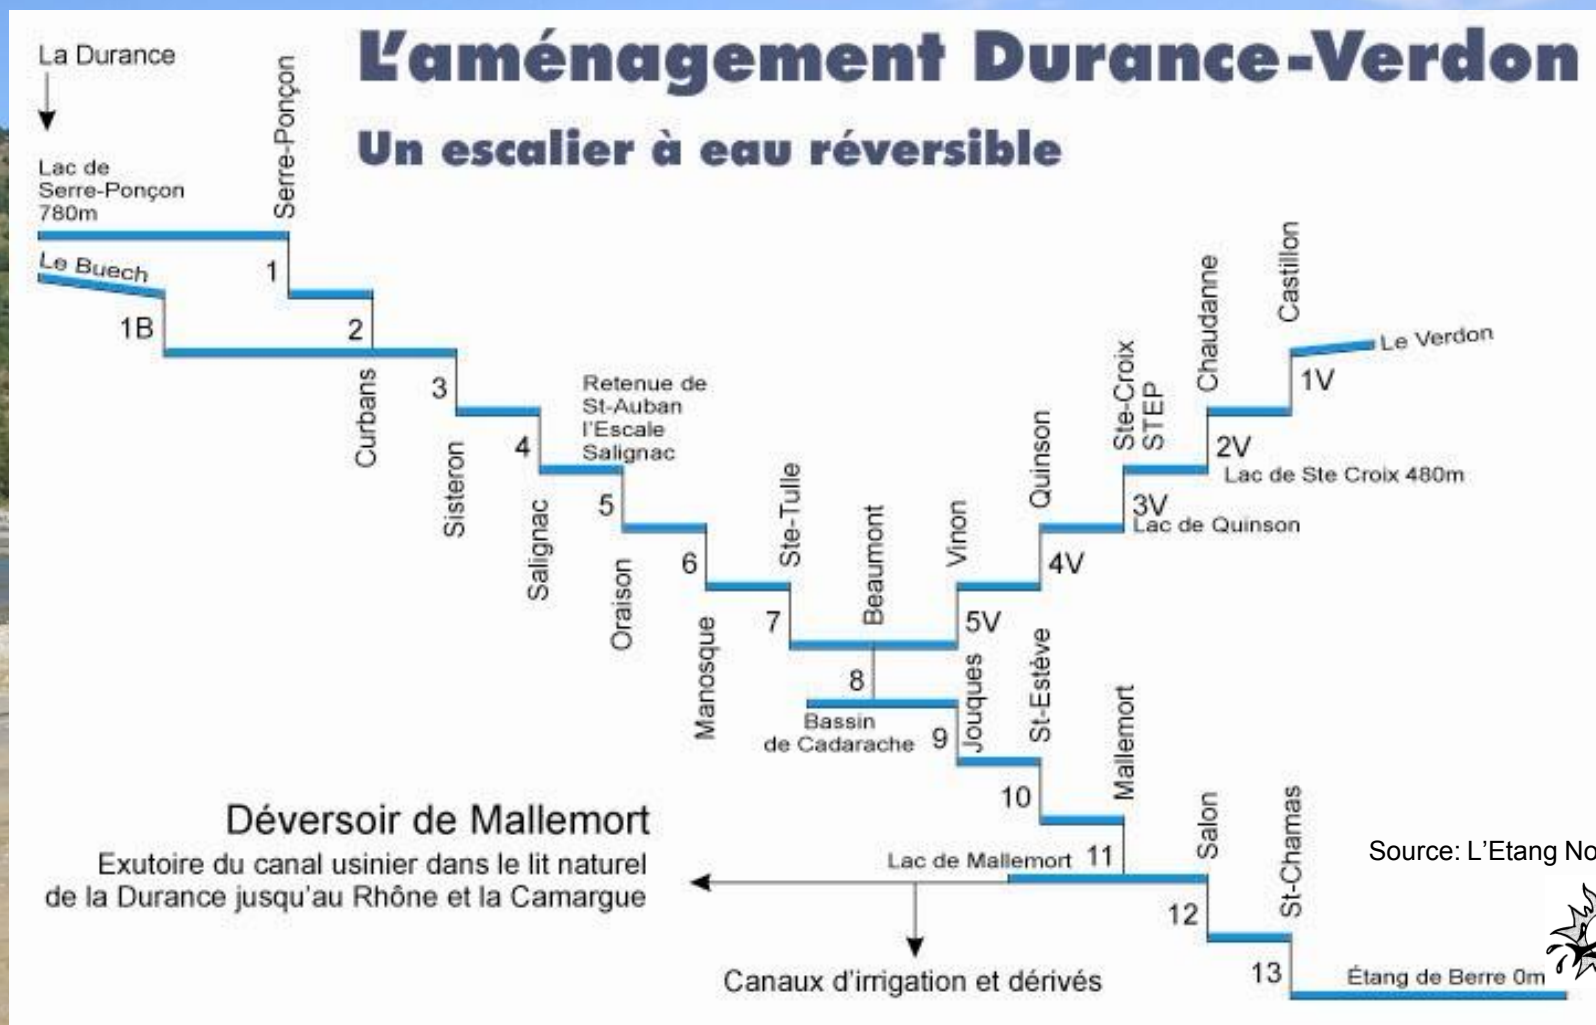 L'aménagement Durance-Verdon
Un escalier à eau réversible
La Durance
Lac de
Serre-Ponçon
780m
Serre-Ponçon
Le Buech
1
1B
2
Curbans
3
Sisteron
4
Salignac
Retenue de
St-Auban
l'Escale
Salignac
5
Oraison
6
Manosque
Ste-Tulle
7
Beaumont
8
Bassin
de Cadarache
Vinon
5V
Quinson
4V
Ste-Croix
STEP
3V
Lac de Quinson
Chaudanne
2V
Lac de Ste Croix 480m
Castillon
1V
Le Verdon
9
Jouques
St-Estève
10
Mallemort
11
Lac de Mallemort
Salon
12
St-Chamas
13
Étang de Berre 0m
Déversoir de Mallemort
Exutoire du canal usinier dans le lit naturel
de la Durance jusqu'au Rhône et la Camargue
Canaux d'irrigation et dérivés
Source: L'Etang No